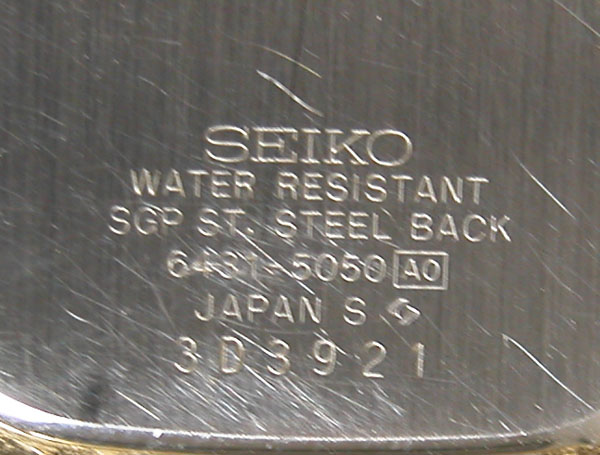 SEIKO
WATER RESISTANT
SGP ST. STEEL BACK
6431-5050 A0
JAPAN S
3D3921